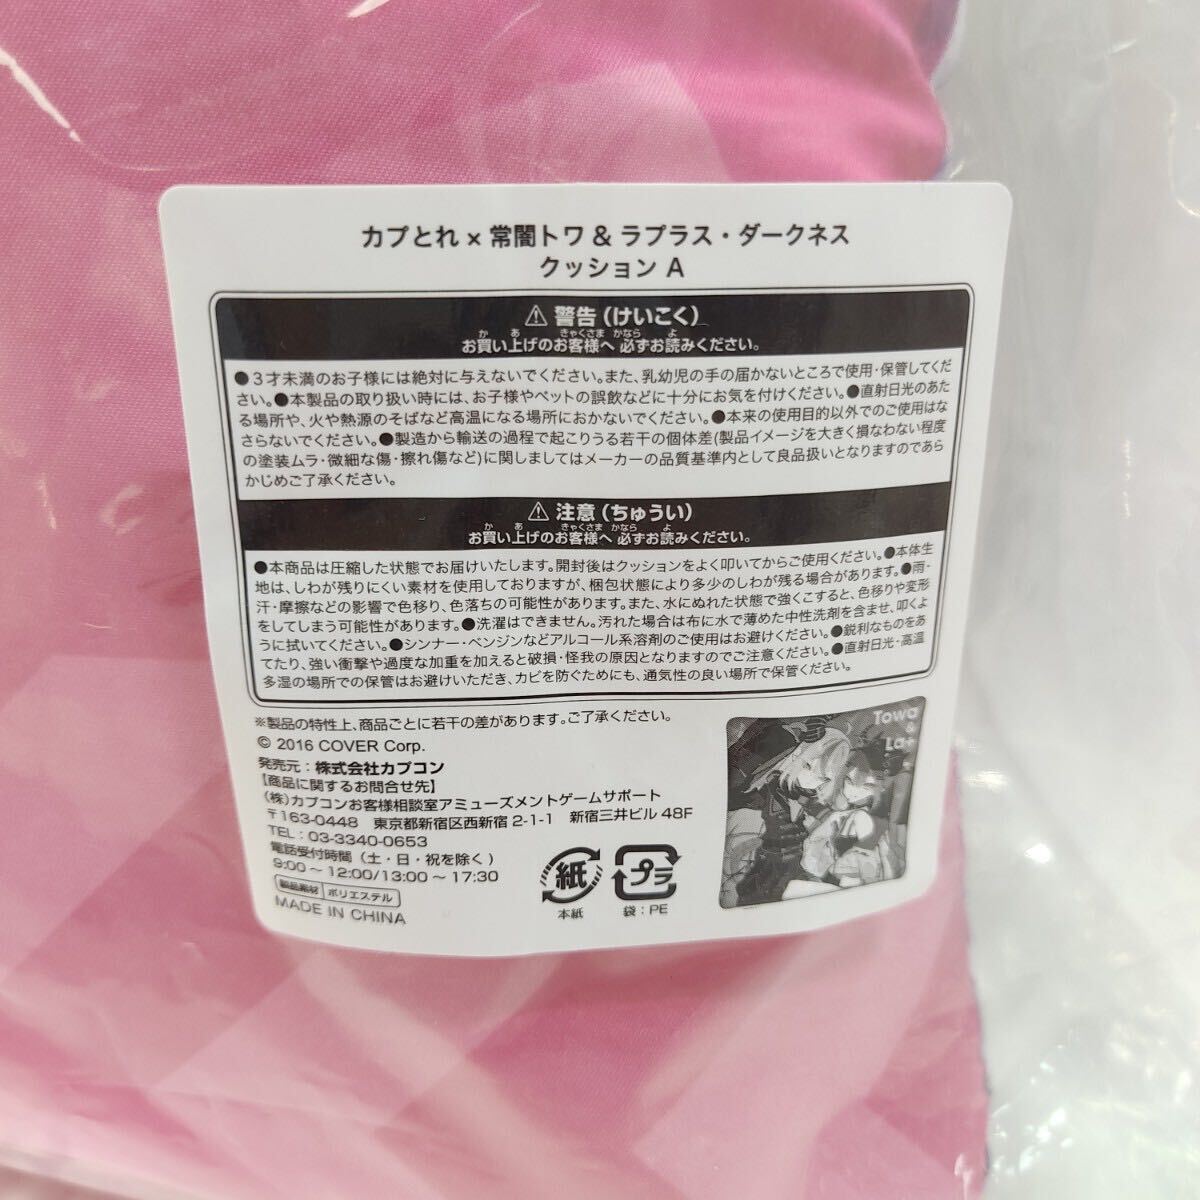 カプとれ×常闇トワ&ラプラス・ダークネス
クッション A
⚠ 警告(けいこく)
お買い上げのお客様へ 必ずお読みください。
●3才未満のお子様には絶対に与えないでください。また、乳幼児の手の届かないところで使用・保管してくだ
さい。●本製品の取り扱い時には、お子様やペットの誤飲などに十分にお気を付けください。●直射日光のあた
る場所や、火や熱源のそばなど高温になる場所におかないでください。●本来の使用目的以外でのご使用はな
さらないでください。●製造から輸送の過程で起こりうる若干の個体差(製品イメージを大きく損なわない程度
の塗装ムラ・微細な傷・擦れ傷など)に関しましてはメーカーの品質基準内として良品扱いとなりますのであら
かじめご了承ください。
⚠ 注意(ちゅうい)
お買い上げのお客様へ 必ずお読みください。
●本商品は圧縮した状態でお届けいたします。開封後はクッションをよく叩いてからご使用ください。●本体生
地は、しわが残りにくい素材を使用しておりますが、梱包状態により多少のしわが残る場合があります。●雨・
汗・摩擦などの影響で色移り、色落ちの可能性があります。また、水にぬれた状態で強くこすると、色移りや変形
をしてしまう可能性があります。●洗濯はできません。汚れた場合は布に水で薄めた中性洗剤を含ませ、叩くよ
うに拭いてください。●シンナー・ベンジンなどアルコール系溶剤のご使用はお避けください。●鋭利なものをあ
てたり、強い衝撃や過度な加重を加えると破損・怪我の原因となりますのでご注意ください。●直射日光・高温
多湿の場所での保管はお避けいただき、カビを防ぐためにも、通気性の良い場所で保管ください。
※製品の特性上、商品ごとに若干の差があります。ご了承ください。
© 2016 COVER Corp.
発売元：株式会社カプコン
【商品に関するお問合せ先】
(株)カプコンお客様相談室アミューズメントゲームサポート
〒163-0448 東京都新宿区西新宿 2-1-1 新宿三井ビル 48F
TEL：03-3340-0653
電話受付時間（土・日・祝を除く）
9:00～12:00/13:00～17:30
製品素材 ポリエステル
MADE IN CHINA
紙
本紙
プラ
袋：PE
Towa
&
La+